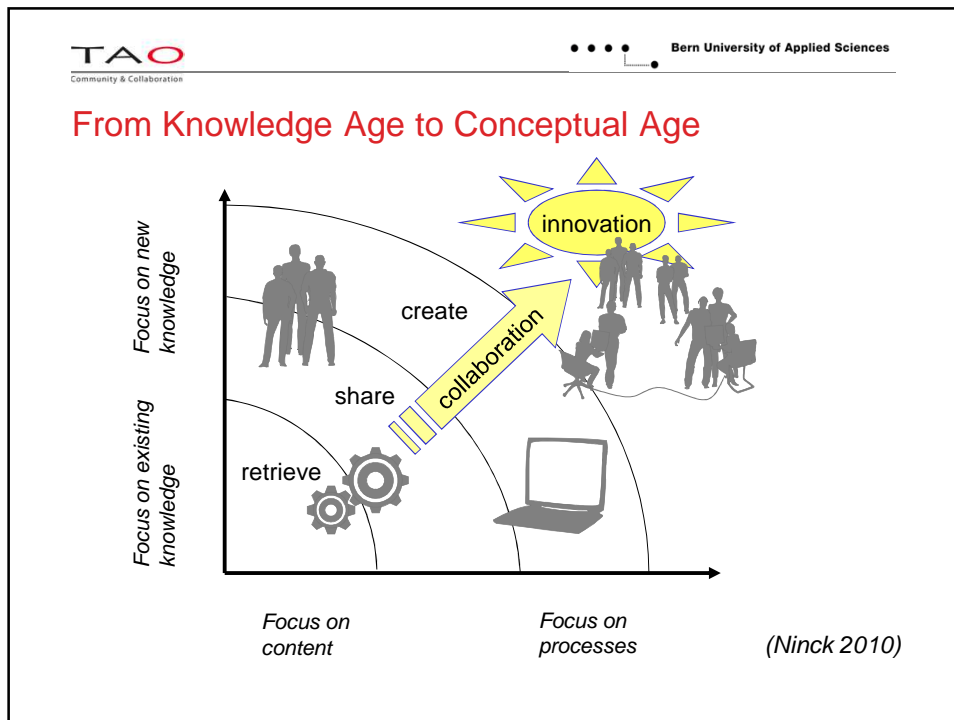 TAO
Community & Collaboration
Bern University of Applied Sciences
From Knowledge Age to Conceptual Age
innovation
Focus on new
knowledge
create
collaboration
share
Focus on existing
knowledge
retrieve
Focus on
content
Focus on
processes
(Ninck 2010)